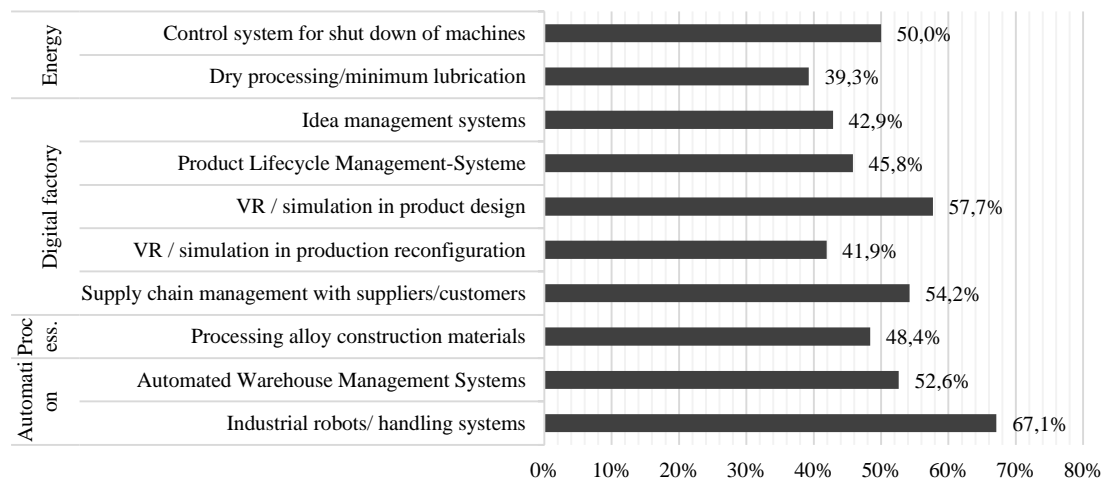 Energy
Control system for shut down of machines 50,0%
Dry processing/minimum lubrication 39,3%
Digital factory
Idea management systems 42,9%
Product Lifecycle Management-Systeme 45,8%
VR / simulation in product design 57,7%
VR / simulation in production reconfiguration 41,9%
Supply chain management with suppliers/customers 54,2%
Proc
ess.
Processing alloy construction materials 48,4%
Automati
on
Automated Warehouse Management Systems 52,6%
Industrial robots/ handling systems 67,1%
0% 10% 20% 30% 40% 50% 60% 70% 80%